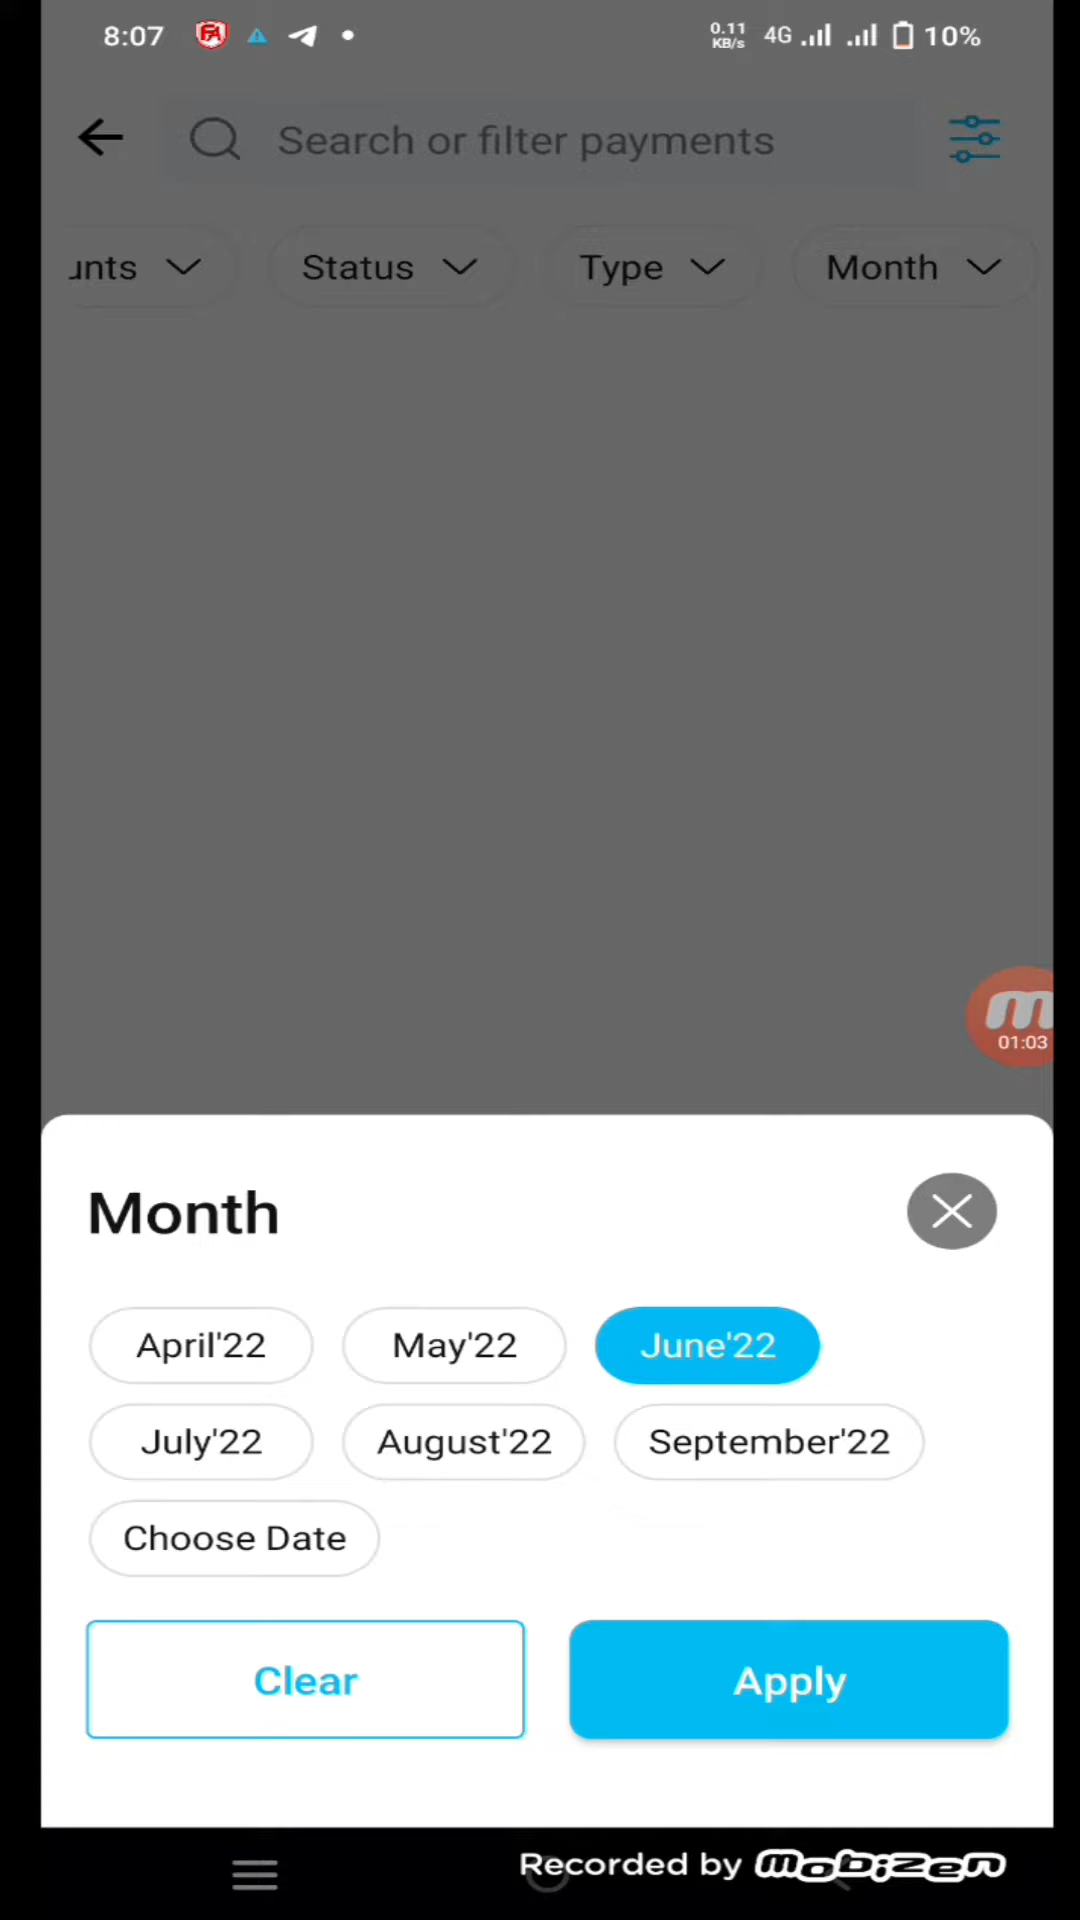 8:07 0.11 KB/s 4G 10%
Search or filter payments
unts Status Type Month
01:03
Month
April'22 May'22 June'22
July'22 August'22 September'22
Choose Date
Clear Apply
Recorded by mobizen